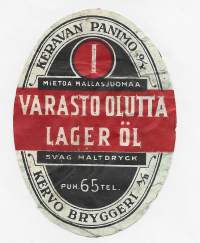 KERAVAN PANIMO O/Y.
I
MIETOA MALLASJUOMAA
VARASTO OLUTTA
LAGER ÖL
SVAG MALTDRYCK
PUH. 65 TEL.
KERVO BRYGGERI A/B